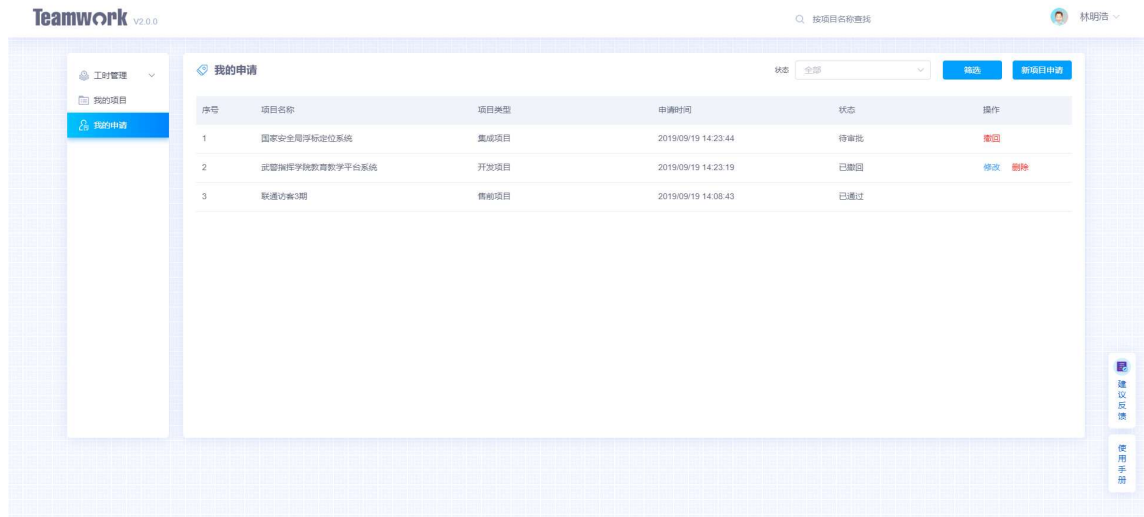 Teamwork V2.0.0
按项目名称查找
林明浩
工时管理
我的项目
我的申请
我的申请
状态 全部 筛选 新项目申请
序号 项目名称 项目类型 申请时间 状态 操作
1 国家安全局浮标定位系统 集成项目 2019/09/19 14:23:44 待审批 撤回
2 武警指挥学院教育教学平台系统 开发项目 2019/09/19 14:23:19 已撤回 修改 删除
3 联通访客3期 售前项目 2019/09/19 14:08:43 已通过
建议反馈
使用手册